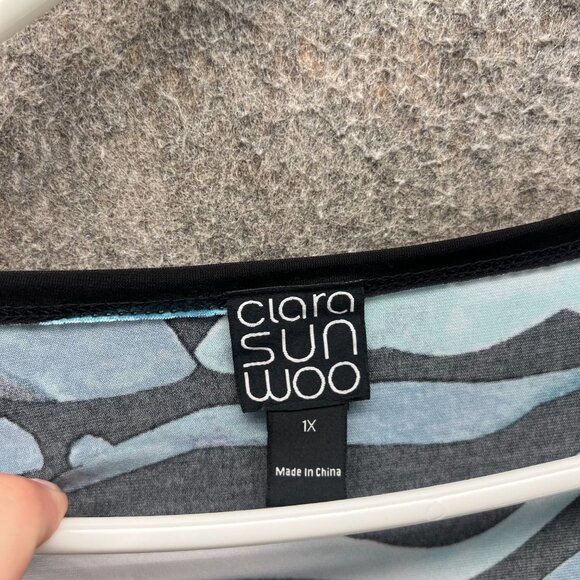 clara
sun
woo
1X
Made in China